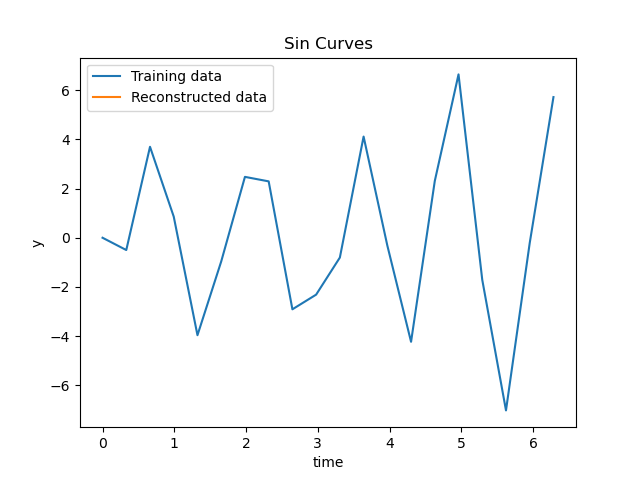 Sin Curves
Training data
Reconstructed data
6
4
2
0
−2
−4
−6
y
0 1 2 3 4 5 6
time